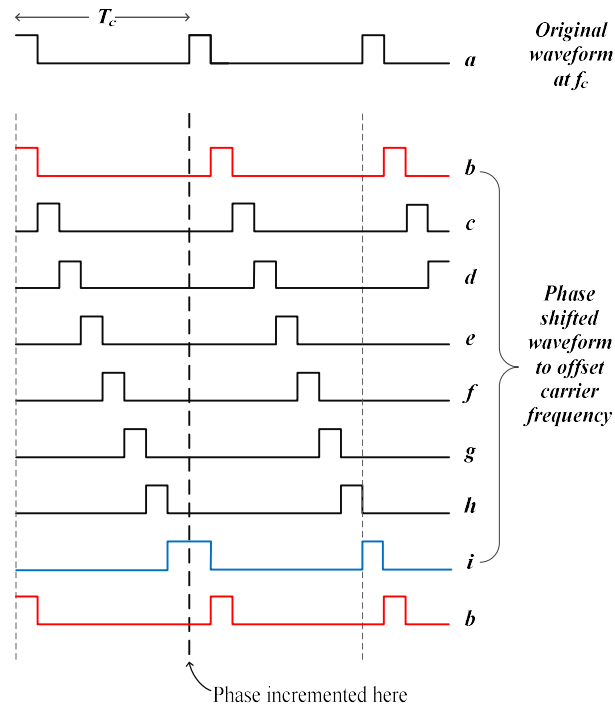 T_c
a
Original
waveform
at f_c
b
c
d
e
f
g
h
i
b
Phase
shifted
waveform
to offset
carrier
frequency
Phase incremented here